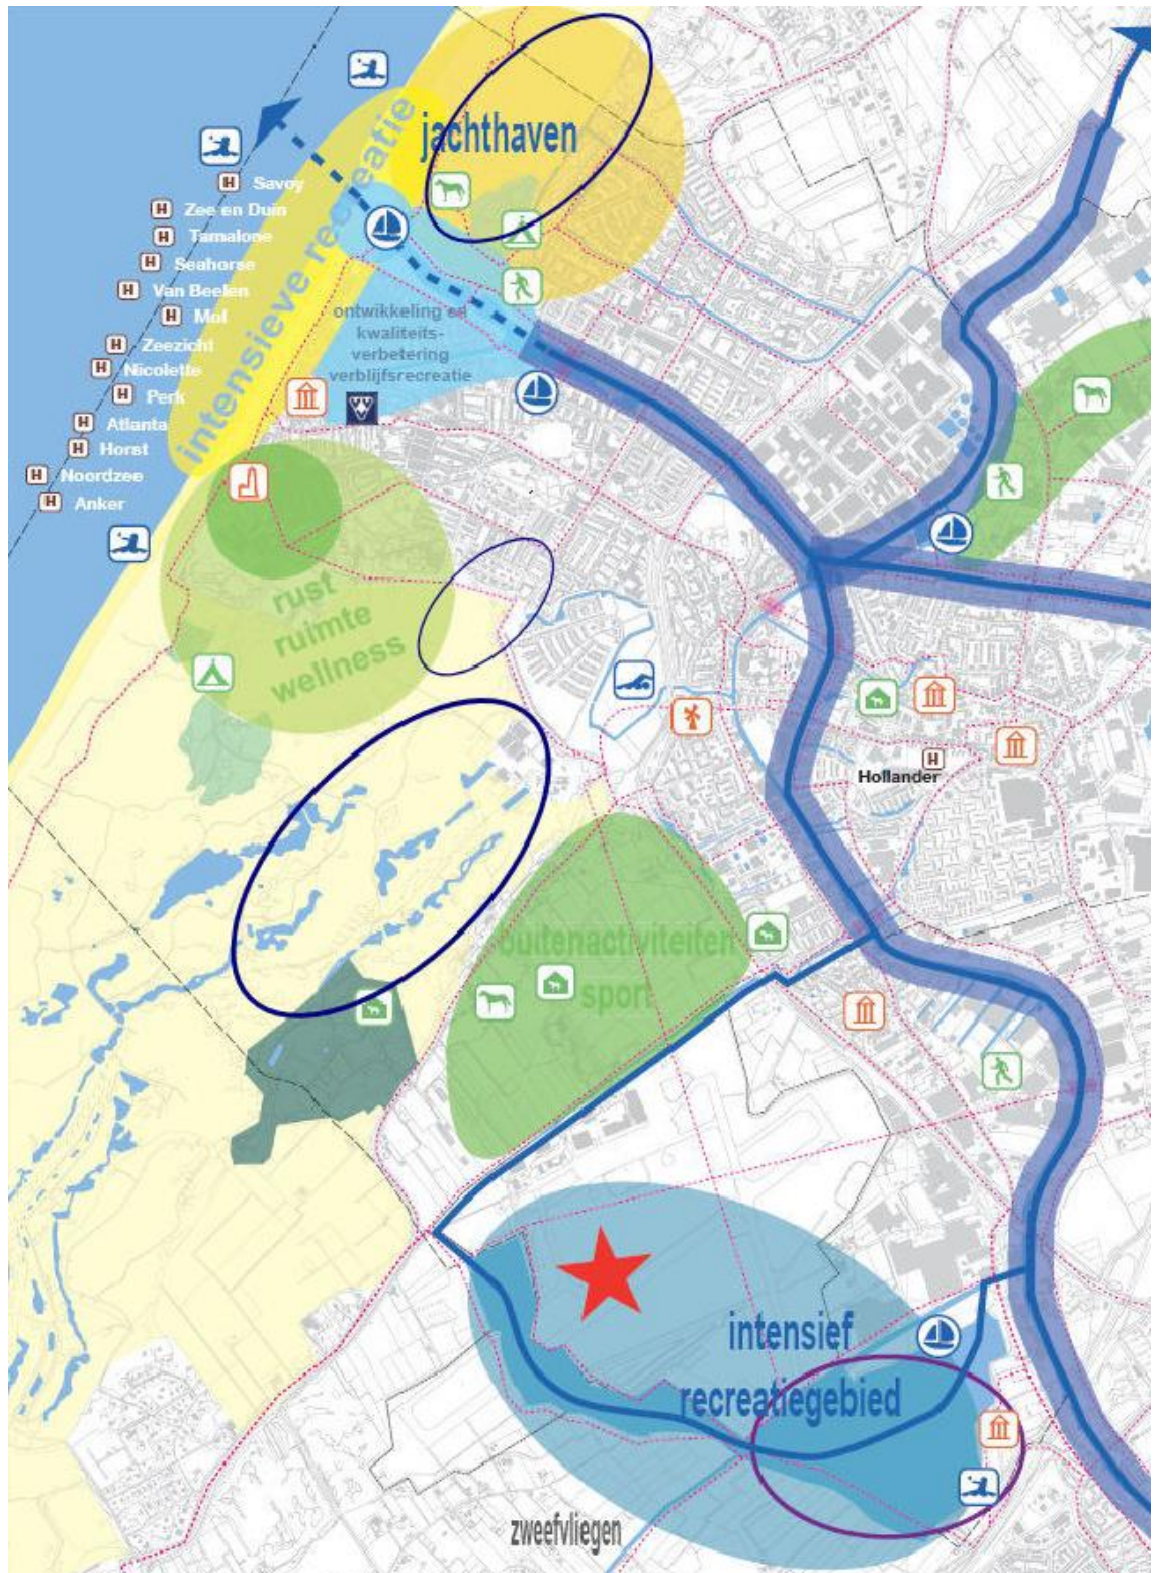 jachthaven
intensieve recreatie
H Savoy
H Zee en Duin
H Tamalone
H Seahorse
H Van Beelen
H Moll
H Zeezicht
H Nicolette
H Perk
H Atlanta
H Horst
H Noordzee
H Anker
ontwikkeling en
kwaliteits-
verbetering
verblijfsrecreatie
rust
ruimte
wellness
H
Hollander
buitenactiviteiten
sport
intensief
recreatiegebied
zweefvliegen